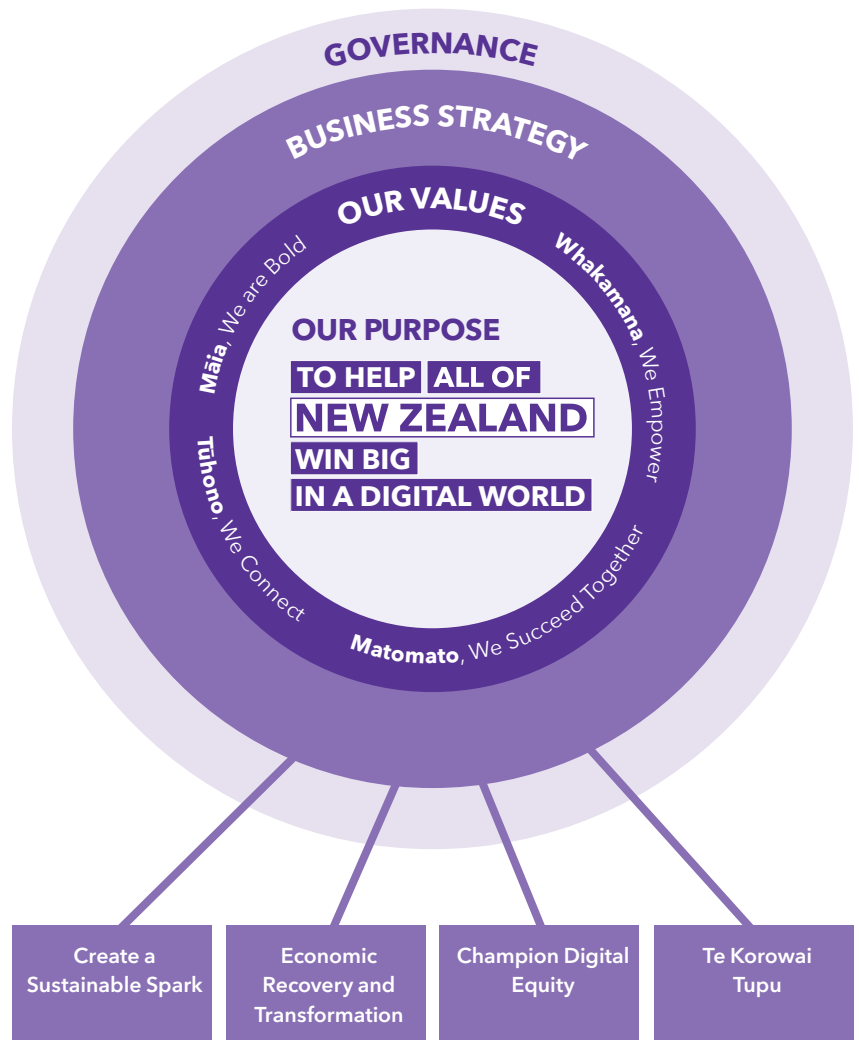 GOVERNANCE
BUSINESS STRATEGY
OUR VALUES
Māia, We are Bold
Whakamana, We Empower
Tūhono, We Connect
Matomato, We Succeed Together
OUR PURPOSE
TO HELP ALL OF
NEW ZEALAND
WIN BIG
IN A DIGITAL WORLD
Create a
Sustainable Spark
Economic
Recovery and
Transformation
Champion Digital
Equity
Te Korowai
Tupu